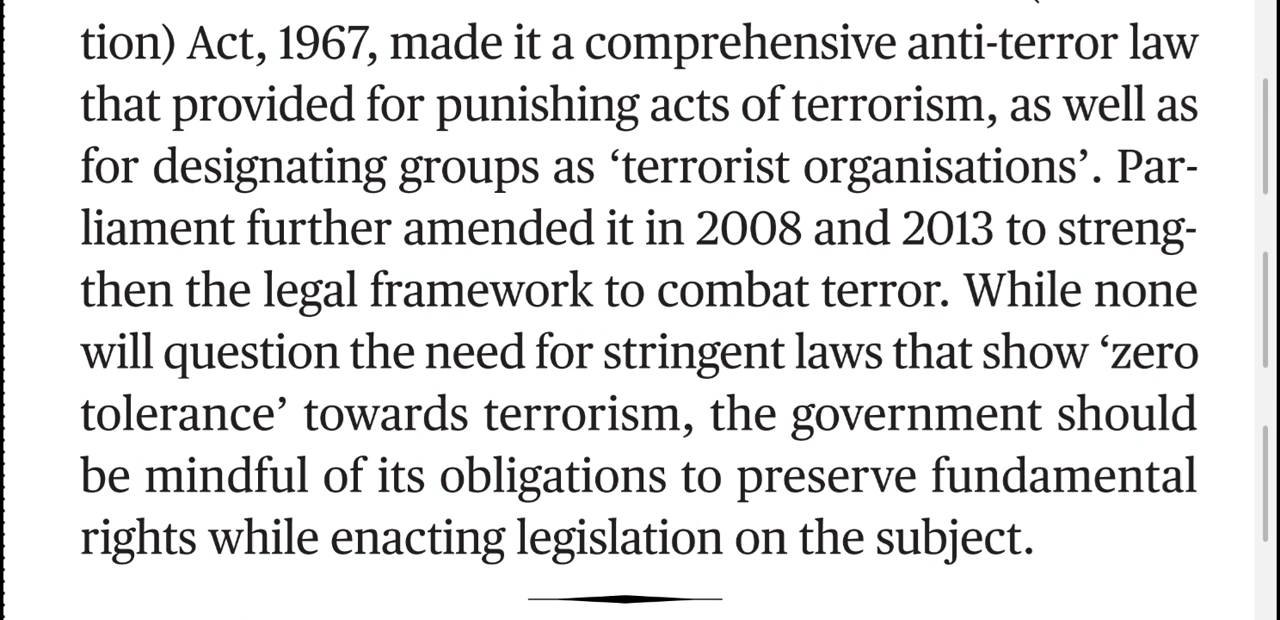 tion) Act, 1967, made it a comprehensive anti-terror law
that provided for punishing acts of terrorism, as well as
for designating groups as ‘terrorist organisations’. Par-
liament further amended it in 2008 and 2013 to streng-
then the legal framework to combat terror. While none
will question the need for stringent laws that show ‘zero
tolerance’ towards terrorism, the government should
be mindful of its obligations to preserve fundamental
rights while enacting legislation on the subject.